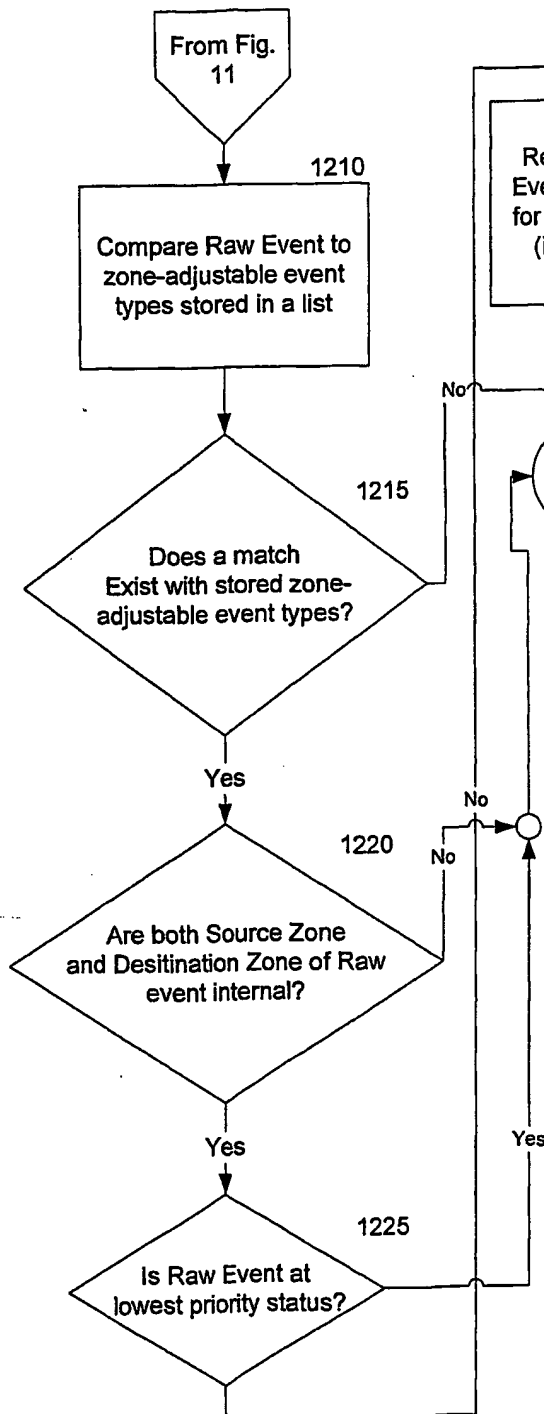 From Fig.
11
1210
Compare Raw Event to
zone-adjustable event
types stored in a list
for
No
1215
Does a match
Exist with stored zone-
adjustable event types?
Yes
No
1220
No
Are both Source Zone
and Desitination Zone of Raw
event internal?
Yes
Yes
1225
Is Raw Event at
lowest priority status?